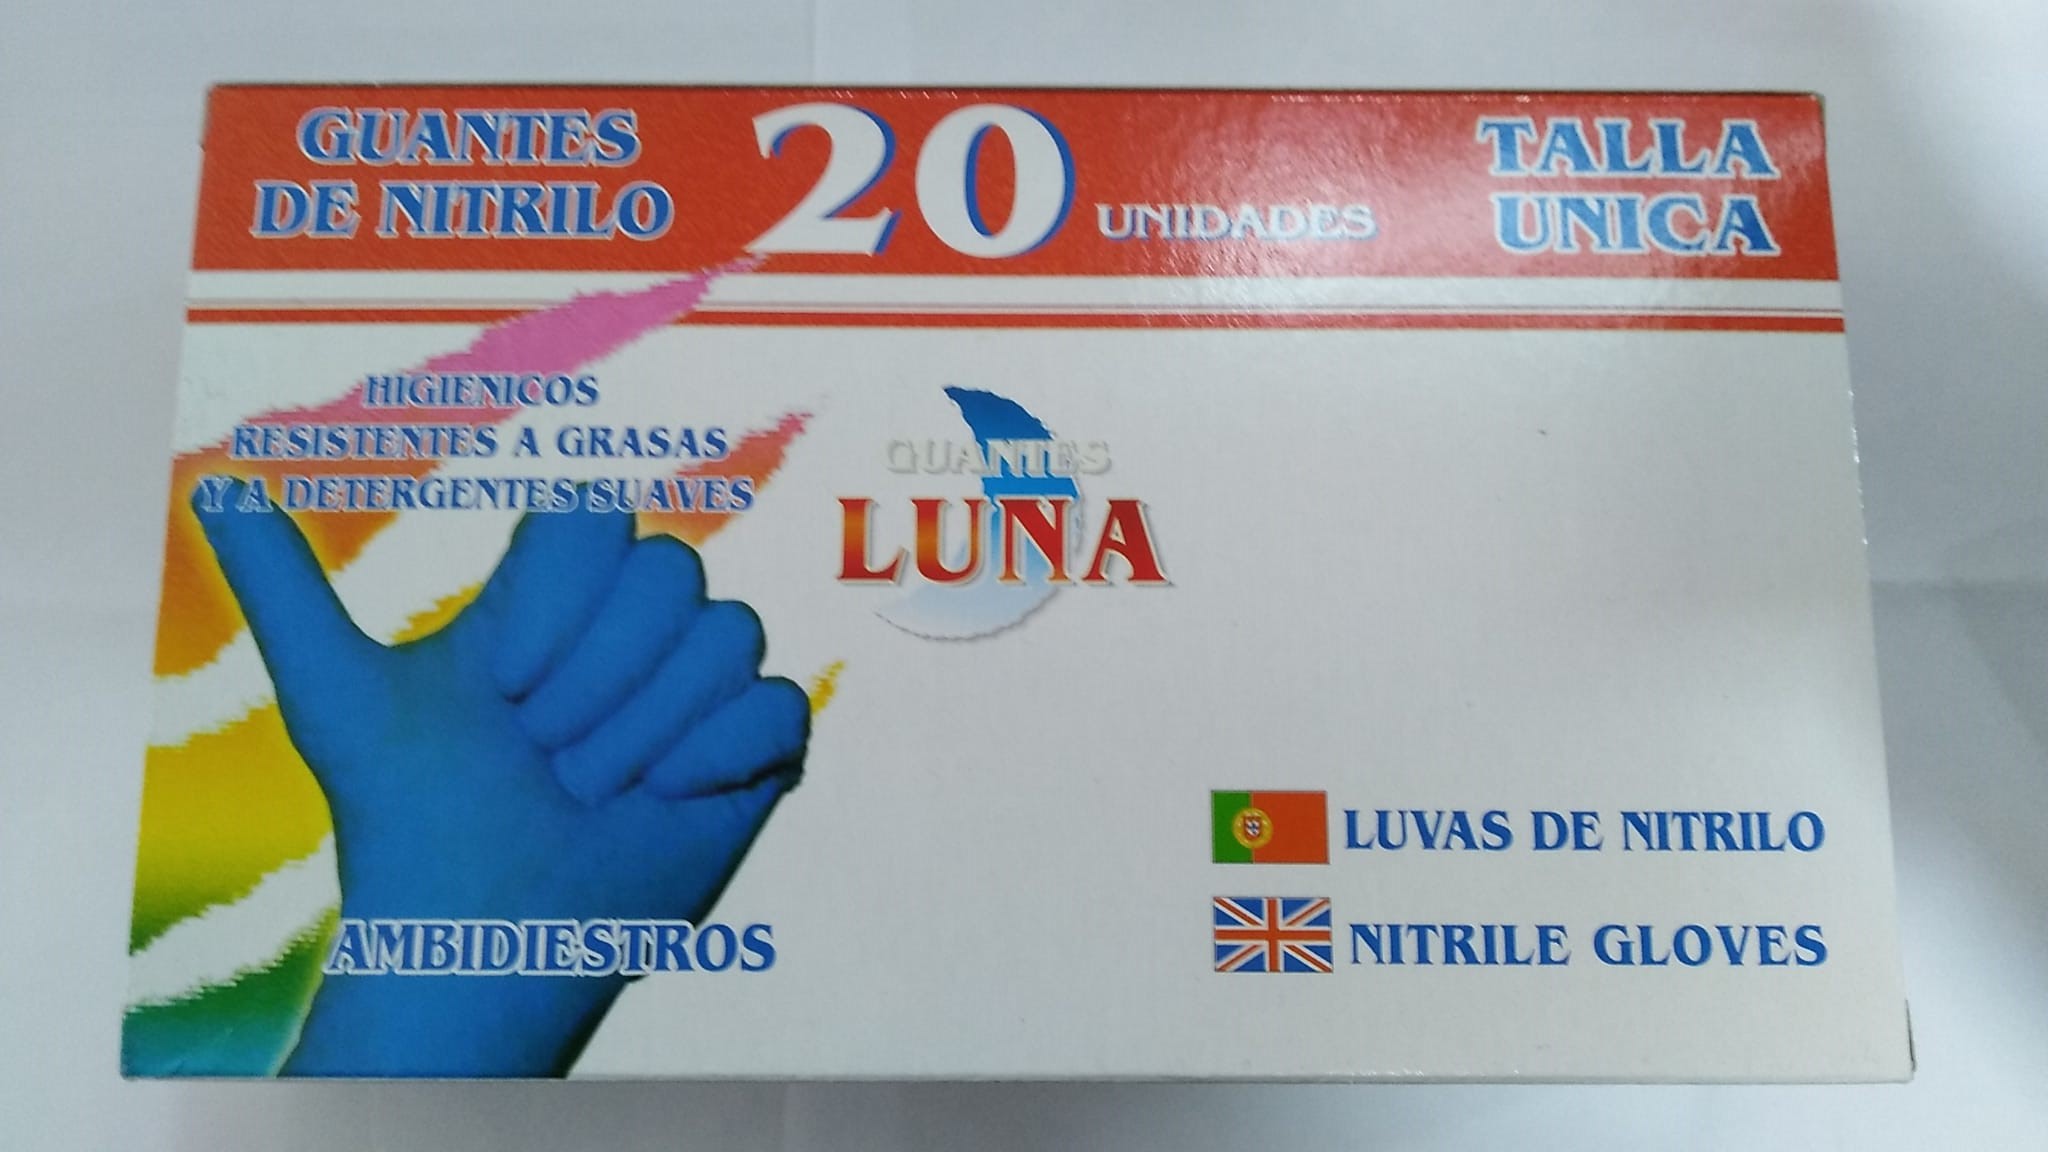 GUANTES
DE NITRILO
20 UNIDADES
TALLA
UNICA
HIGIENICOS
RESISTENTES A GRASAS
Y A DETERGENTES SUAVES
GUANTES
LUNA
AMBIDIESTROS
LUVAS DE NITRILO
NITRILE GLOVES